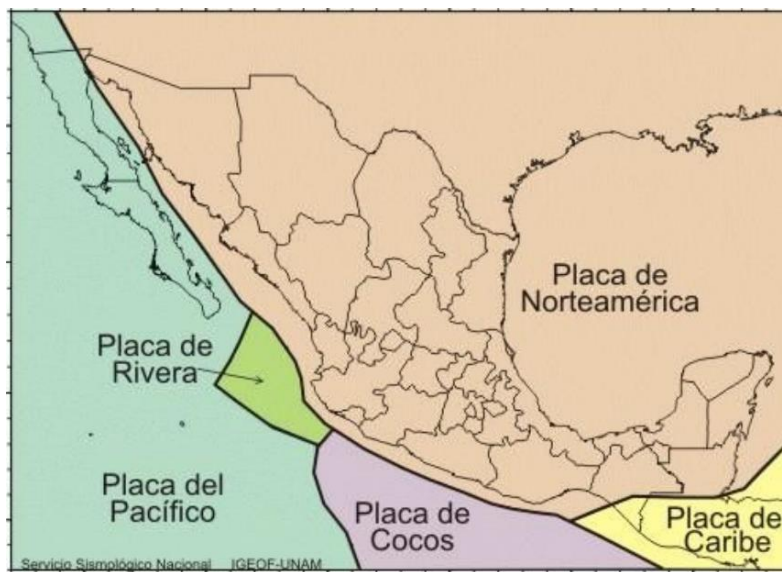 Placa de
Norteamérica
Placa de
Rivera
Placa del
Pacífico
Placa de
Cocos
Placa de
Caribe
Servicio Sismológico Nacional IGEOF-UNAM